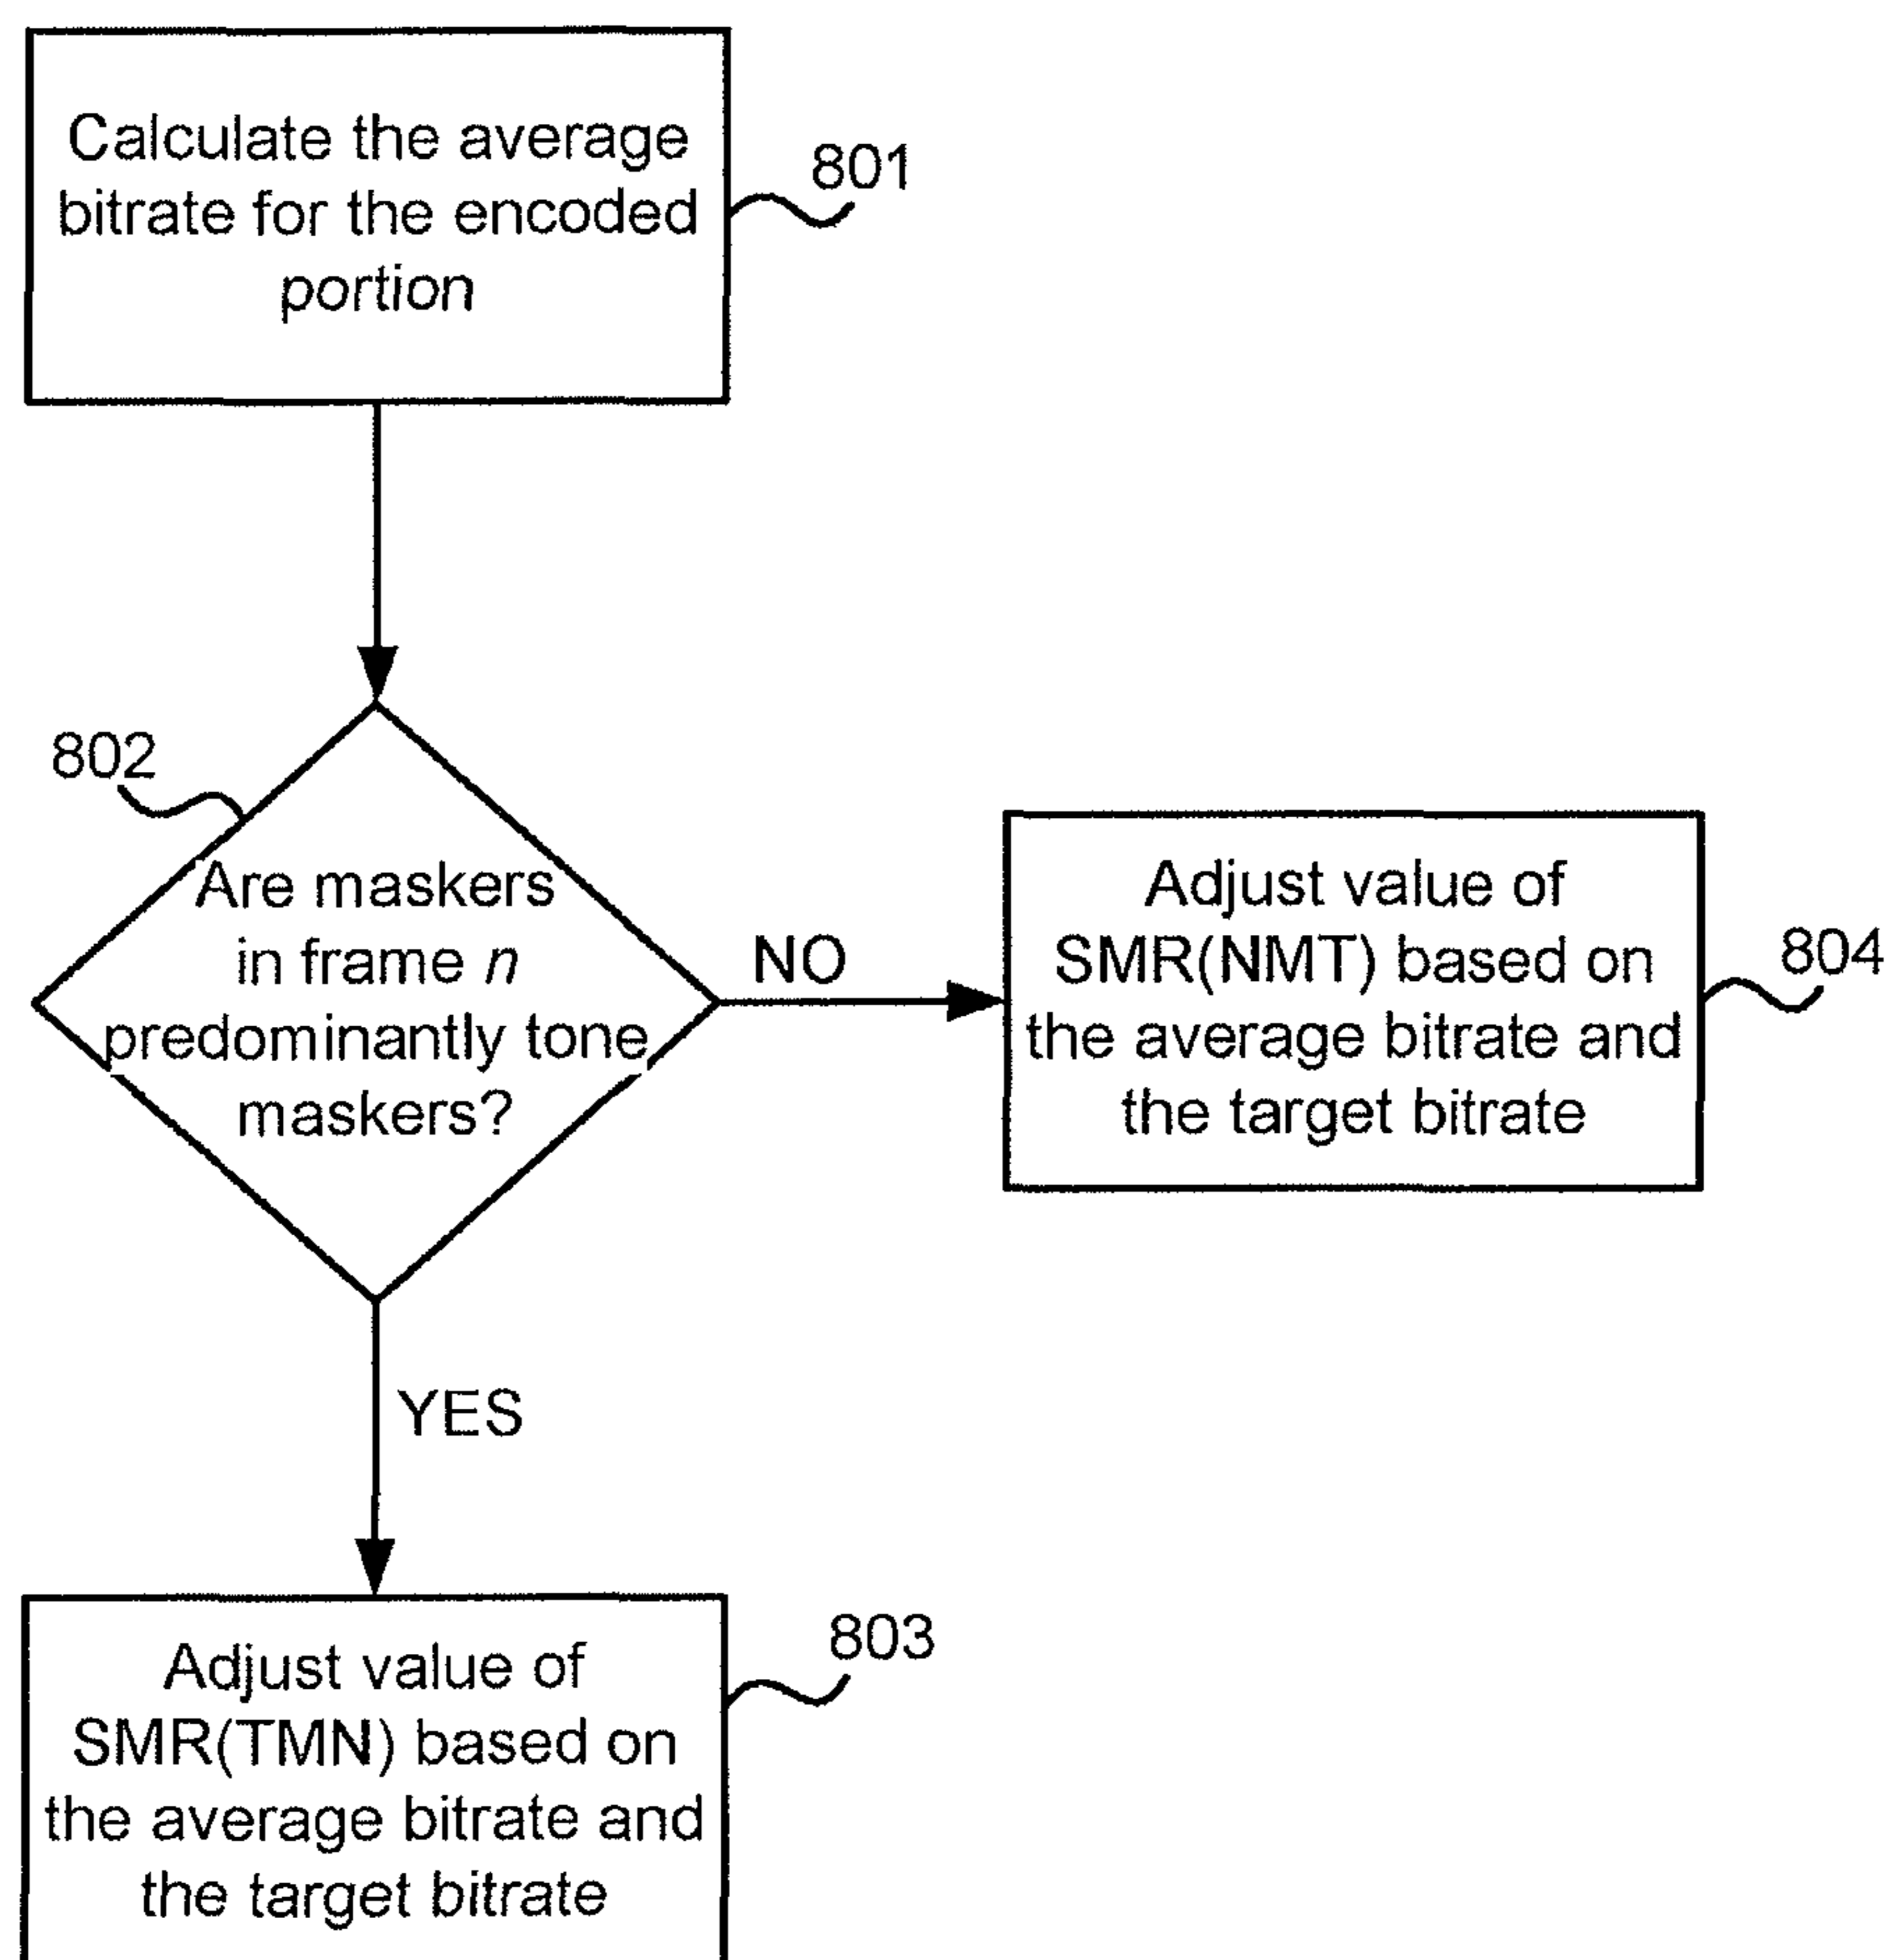 Calculate the average
bitrate for the encoded
portion
801
802
Are maskers
in frame n
predominantly tone
maskers?
NO
Adjust value of
SMR(NMT) based on
the average bitrate and
the target bitrate
804
YES
Adjust value of
SMR(TMN) based on
the average bitrate and
the target bitrate
803